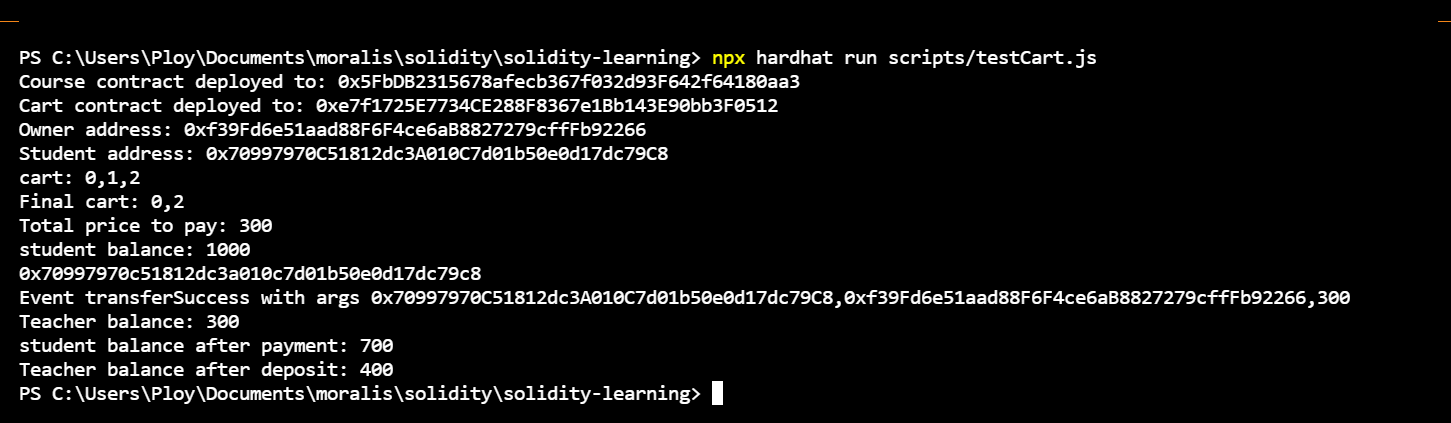 PS C:\Users\Ploy\Documents\moralis\solidity\solidity-learning> npx hardhat run scripts/testCart.js
Course contract deployed to: 0x5FbDB2315678afecb367f032d93F642f64180aa3
Cart contract deployed to: 0xe7f1725E7734CE288F8367e1Bb143E90bb3F0512
Owner address: 0xf39Fd6e51aad88F6F4ce6aB8827279cffFb92266
Student address: 0x70997970C51812dc3A010C7d01b50e0d17dc79C8
cart: 0,1,2
Final cart: 0,2
Total price to pay: 300
student balance: 1000
0x70997970c51812dc3a010c7d01b50e0d17dc79c8
Event transferSuccess with args 0x70997970C51812dc3A010C7d01b50e0d17dc79C8,0xf39Fd6e51aad88F6F4ce6aB8827279cffFb92266,300
Teacher balance: 300
student balance after payment: 700
Teacher balance after deposit: 400
PS C:\Users\Ploy\Documents\moralis\solidity\solidity-learning>